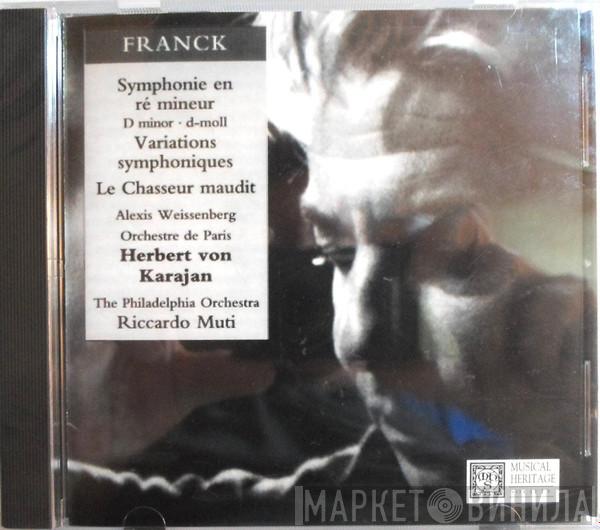 FRANCK
Symphonie en
ré mineur
D minor · d-moll
Variations
symphoniques
Le Chasseur maudit
Alexis Weissenberg
Orchestre de Paris
Herbert von
Karajan
The Philadelphia Orchestra
Riccardo Muti
MUSICAL
HERITAGE
МАРКЕТ ВИНИЛА